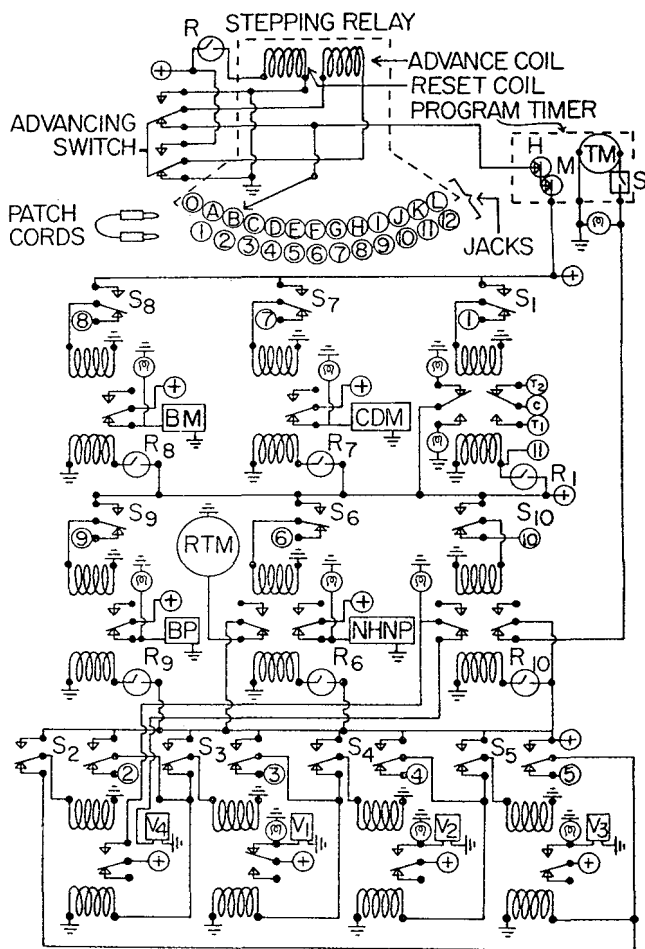 STEPPING RELAY
R
ADVANCE COIL
RESET COIL
PROGRAM TIMER
ADVANCING
SWITCH
H
M
TM
S
PATCH
CORDS
O A B C D E F G H I J K L
1 2 3 4 5 6 7 8 9 10 11 12
JACKS
+
+
S8
S7
S1
8
7
1
+
+
T2
C
T1
BM
CDM
R8
R7
11
R1
+
S9
S6
S10
9
RTM
6
10
+
+
BP
NHNP
R9
R6
R10
+
S2
S3
S4
S5
2
3
4
5
V4
V1
V2
V3
+
+
+
+